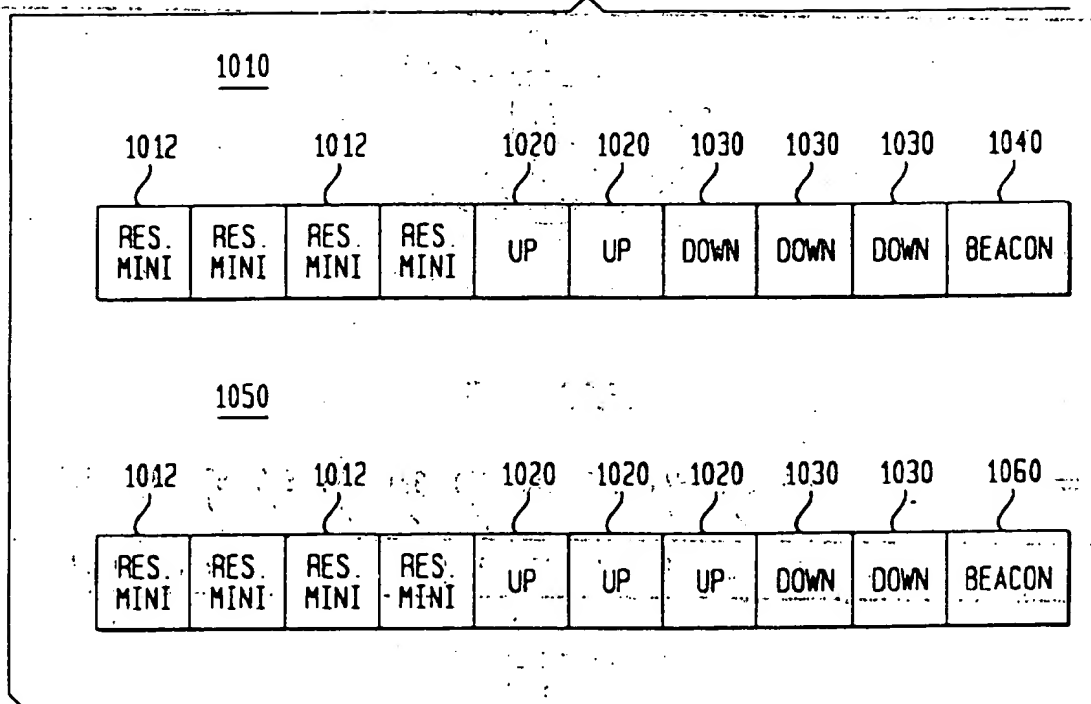 1010
1012 1012 1020 1020 1030 1030 1030 1040
RES. RES. RES. RES. UP UP DOWN DOWN DOWN BEACON
MINI MINI MINI MINI
1050
1012 1012 1020 1020 1020 1030 1030 1060
RES. RES. RES. RES. UP UP UP DOWN DOWN BEACON
MINI MINI MINI MINI